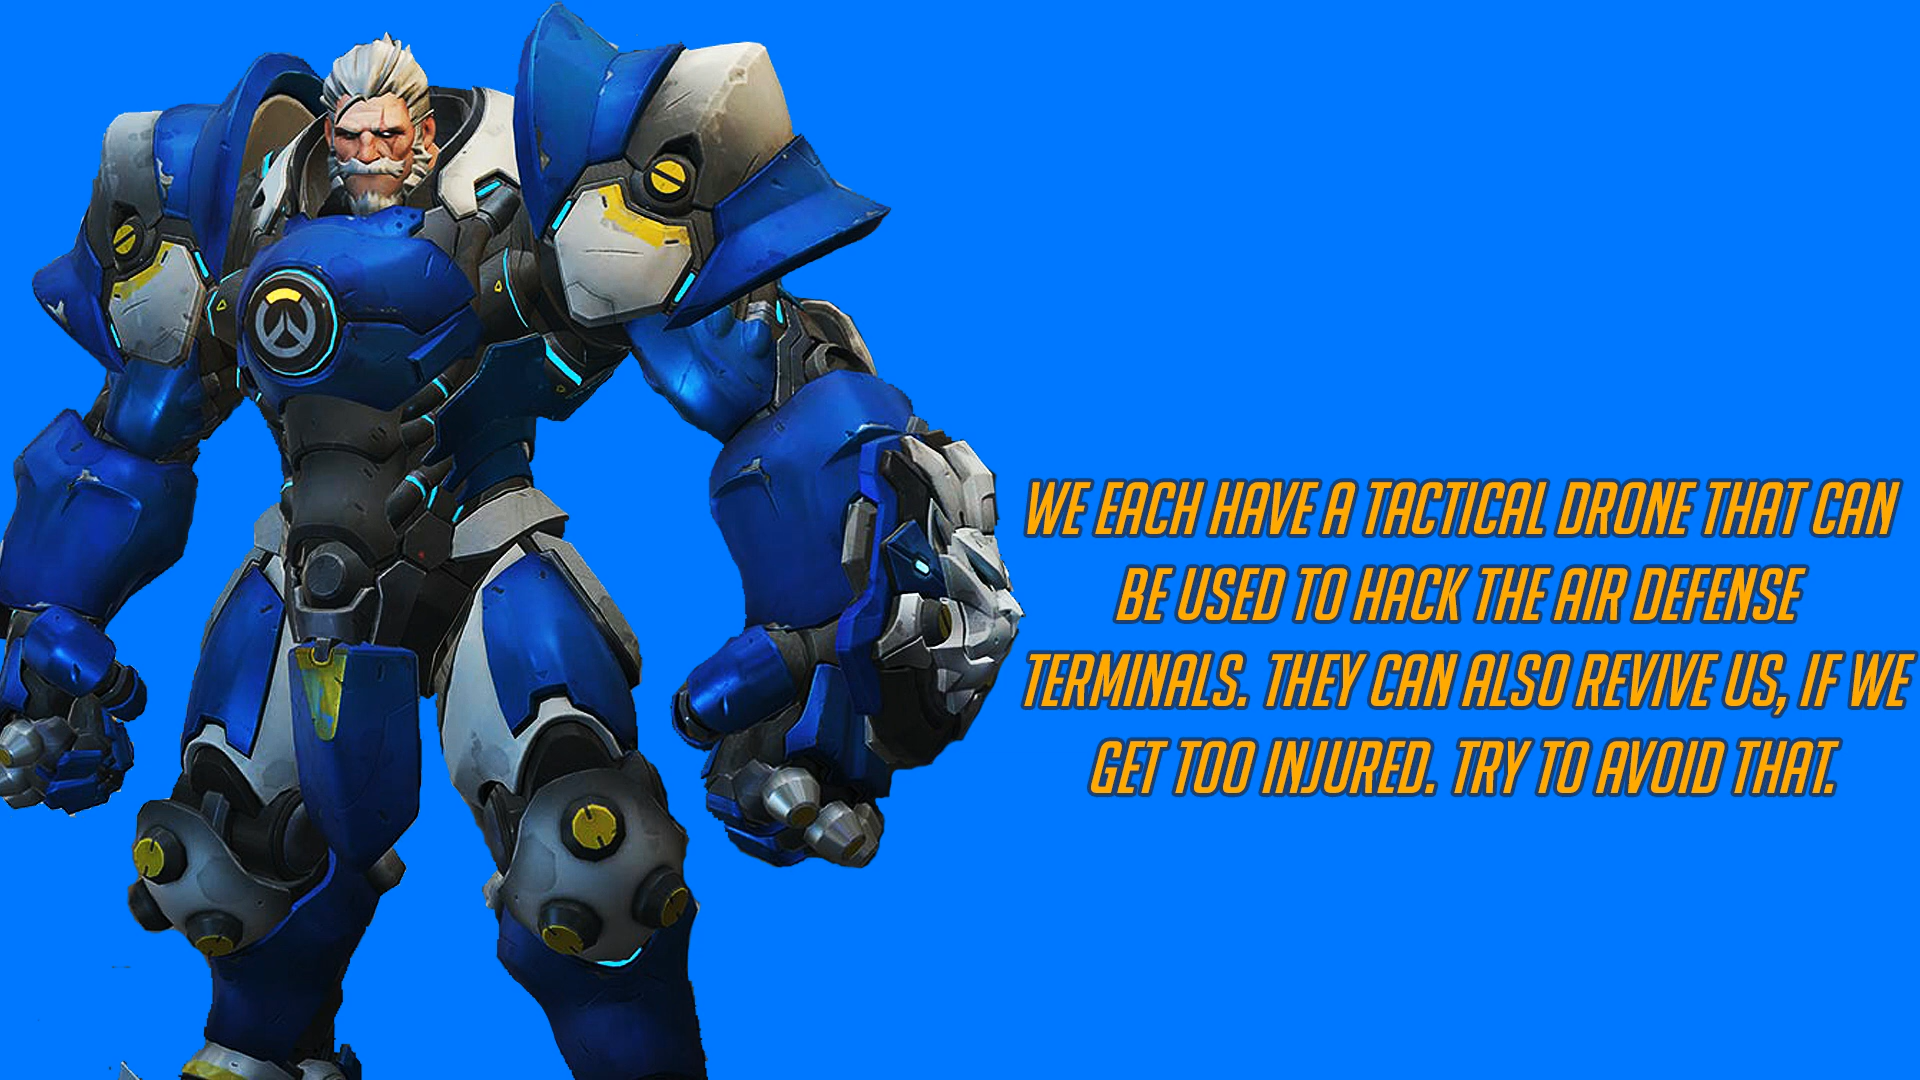 WE EACH HAVE A TACTICAL DRONE THAT CAN
BE USED TO HACK THE AIR DEFENSE
TERMINALS. THEY CAN ALSO REVIVE US, IF WE
GET TOO INJURED. TRY TO AVOID THAT.